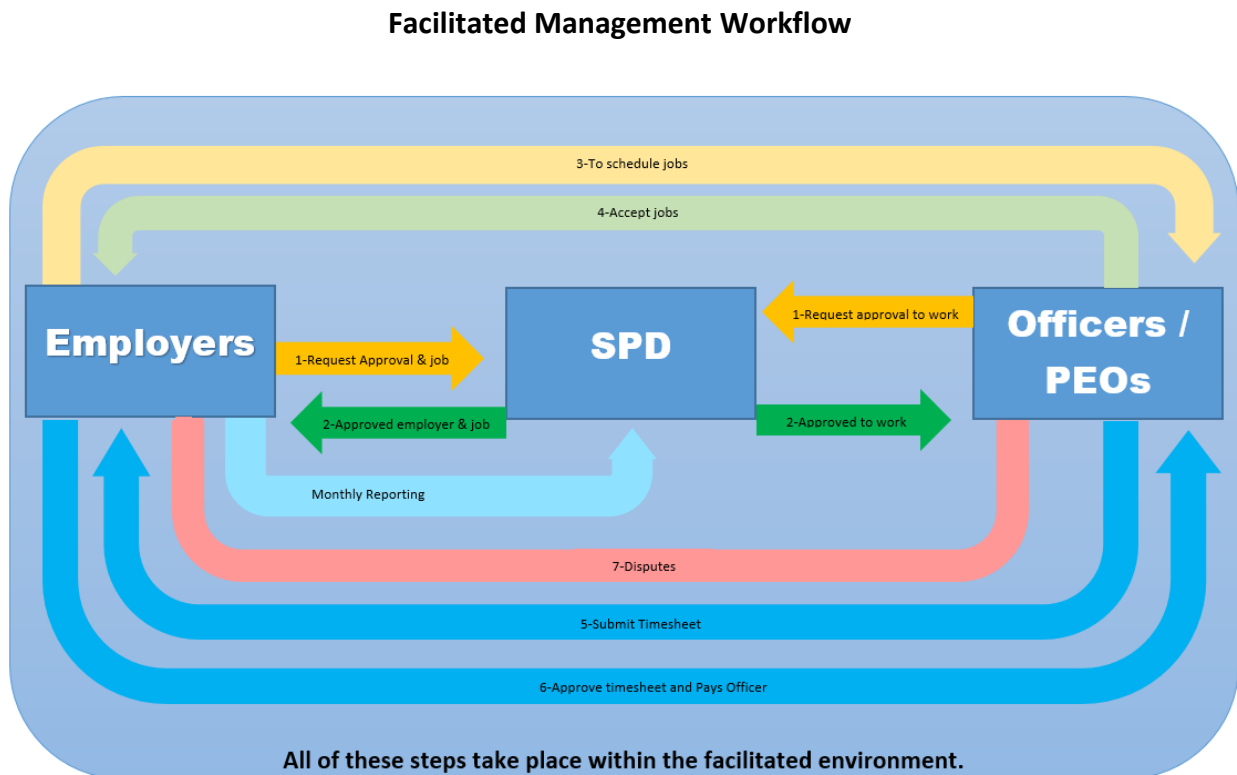 Facilitated Management Workflow
3-To schedule jobs
4-Accept jobs
Employers
SPD
Officers /
PEOs
1-Request approval to work
1-Request Approval & job
2-Approved employer & job
2-Approved to work
Monthly Reporting
7-Disputes
5-Submit Timesheet
6-Approve timesheet and Pays Officer
All of these steps take place within the facilitated environment.